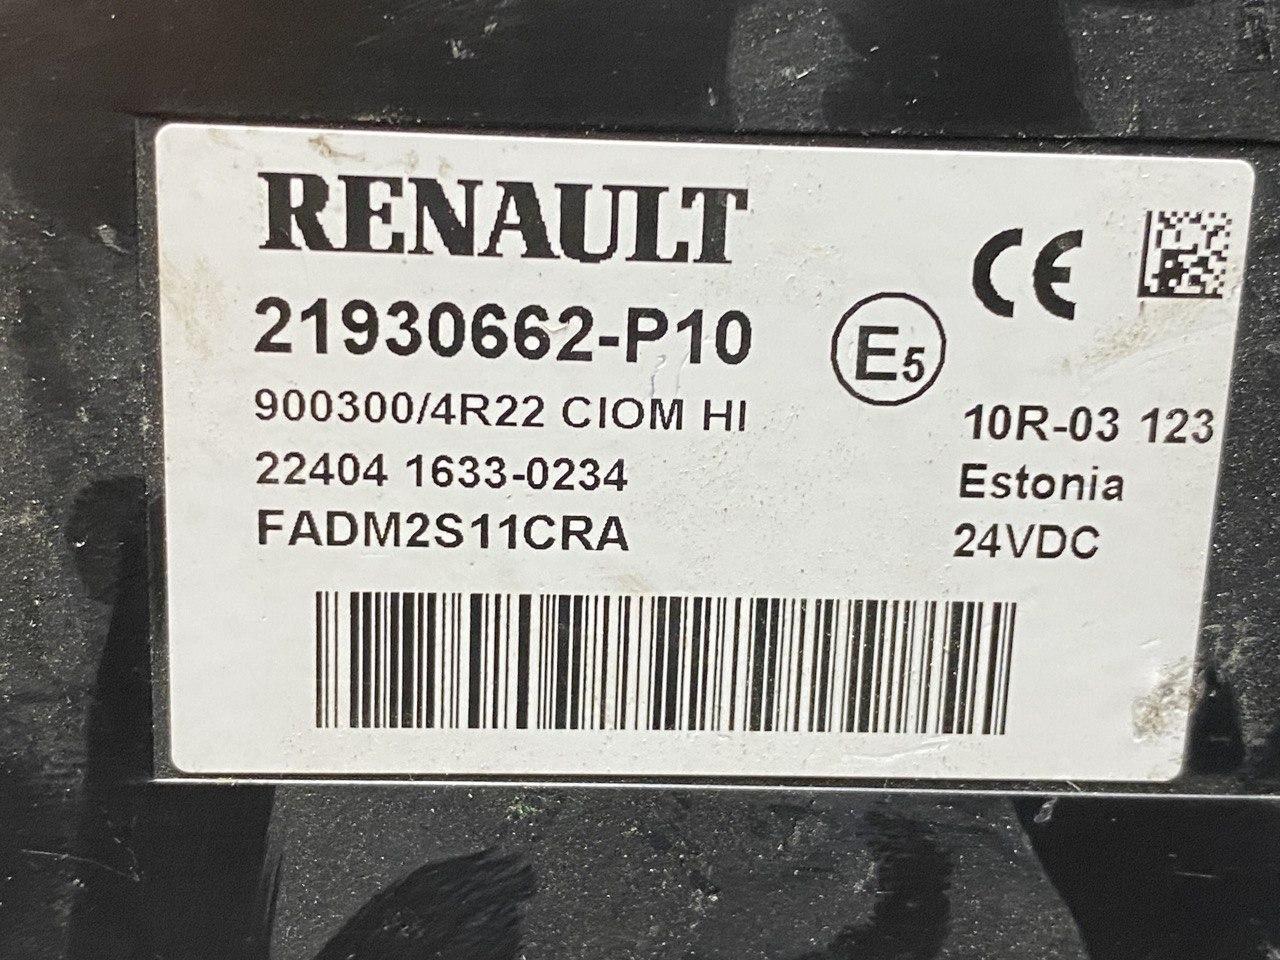 RENAULT
CE
21930662-P10
E5
900300/4R22 CIOM HI
10R-03 123
22404 1633-0234
Estonia
FADM2S11CRA
24VDC